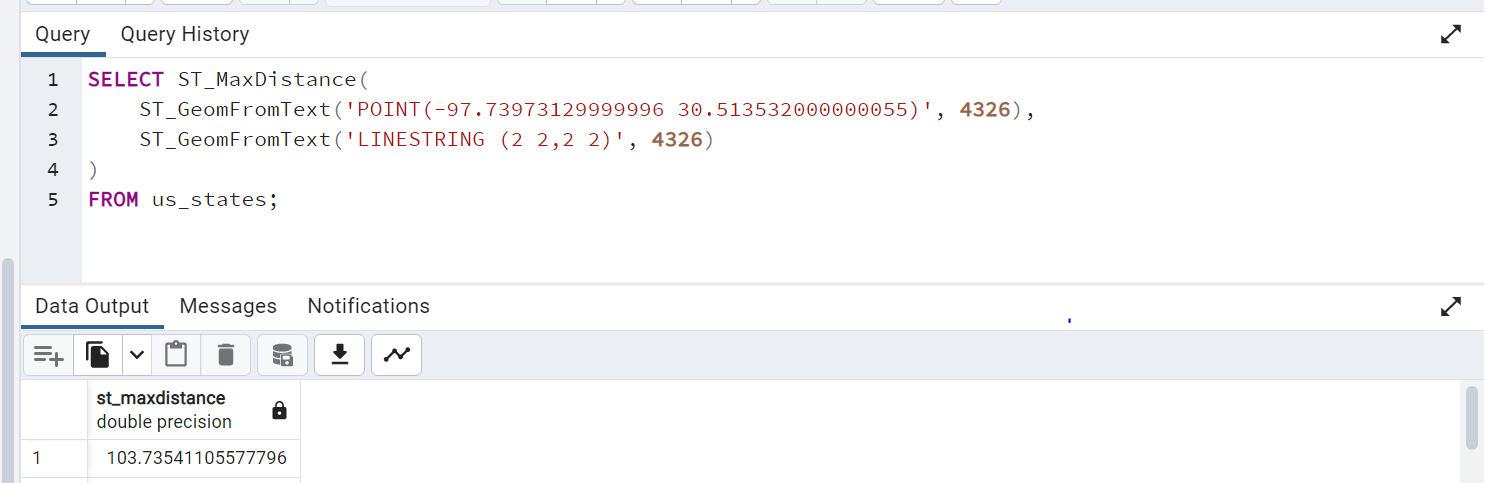 Query Query History
1 SELECT ST_MaxDistance(
2 ST_GeomFromText('POINT(-97.73973129999996 30.513532000000055)', 4326),
3 ST_GeomFromText('LINESTRING (2 2,2 2)', 4326)
4 )
5 FROM us_states;
Data Output Messages Notifications
st_maxdistance
double precision
1 103.73541105577796